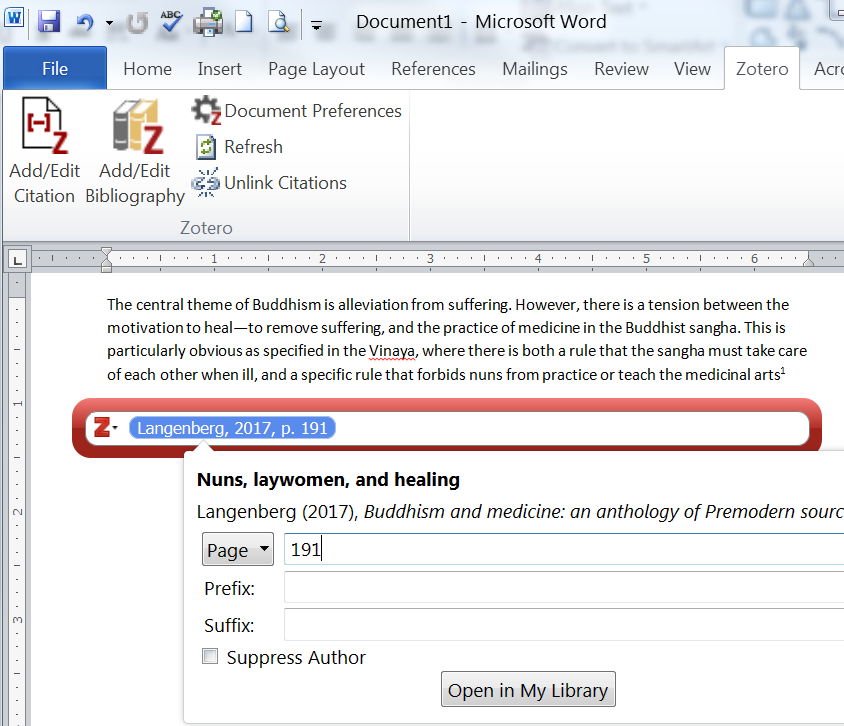 Document1 - Microsoft Word
File Home Insert Page Layout References Mailings Review View Zotero Acro
Add/Edit Citation
Add/Edit Bibliography
Document Preferences
Refresh
Unlink Citations
Zotero
1 2 3 4 5 6
The central theme of Buddhism is alleviation from suffering. However, there is a tension between the
motivation to heal—to remove suffering, and the practice of medicine in the Buddhist sangha. This is
particularly obvious as specified in the Vinaya, where there is both a rule that the sangha must take care
of each other when ill, and a specific rule that forbids nuns from practice or teach the medicinal arts¹
Z Langenberg, 2017, p. 191
Nuns, laywomen, and healing
Langenberg (2017), Buddhism and medicine: an anthology of Premodern sourc
Page 191
Prefix:
Suffix:
Suppress Author
Open in My Library
1
2
3